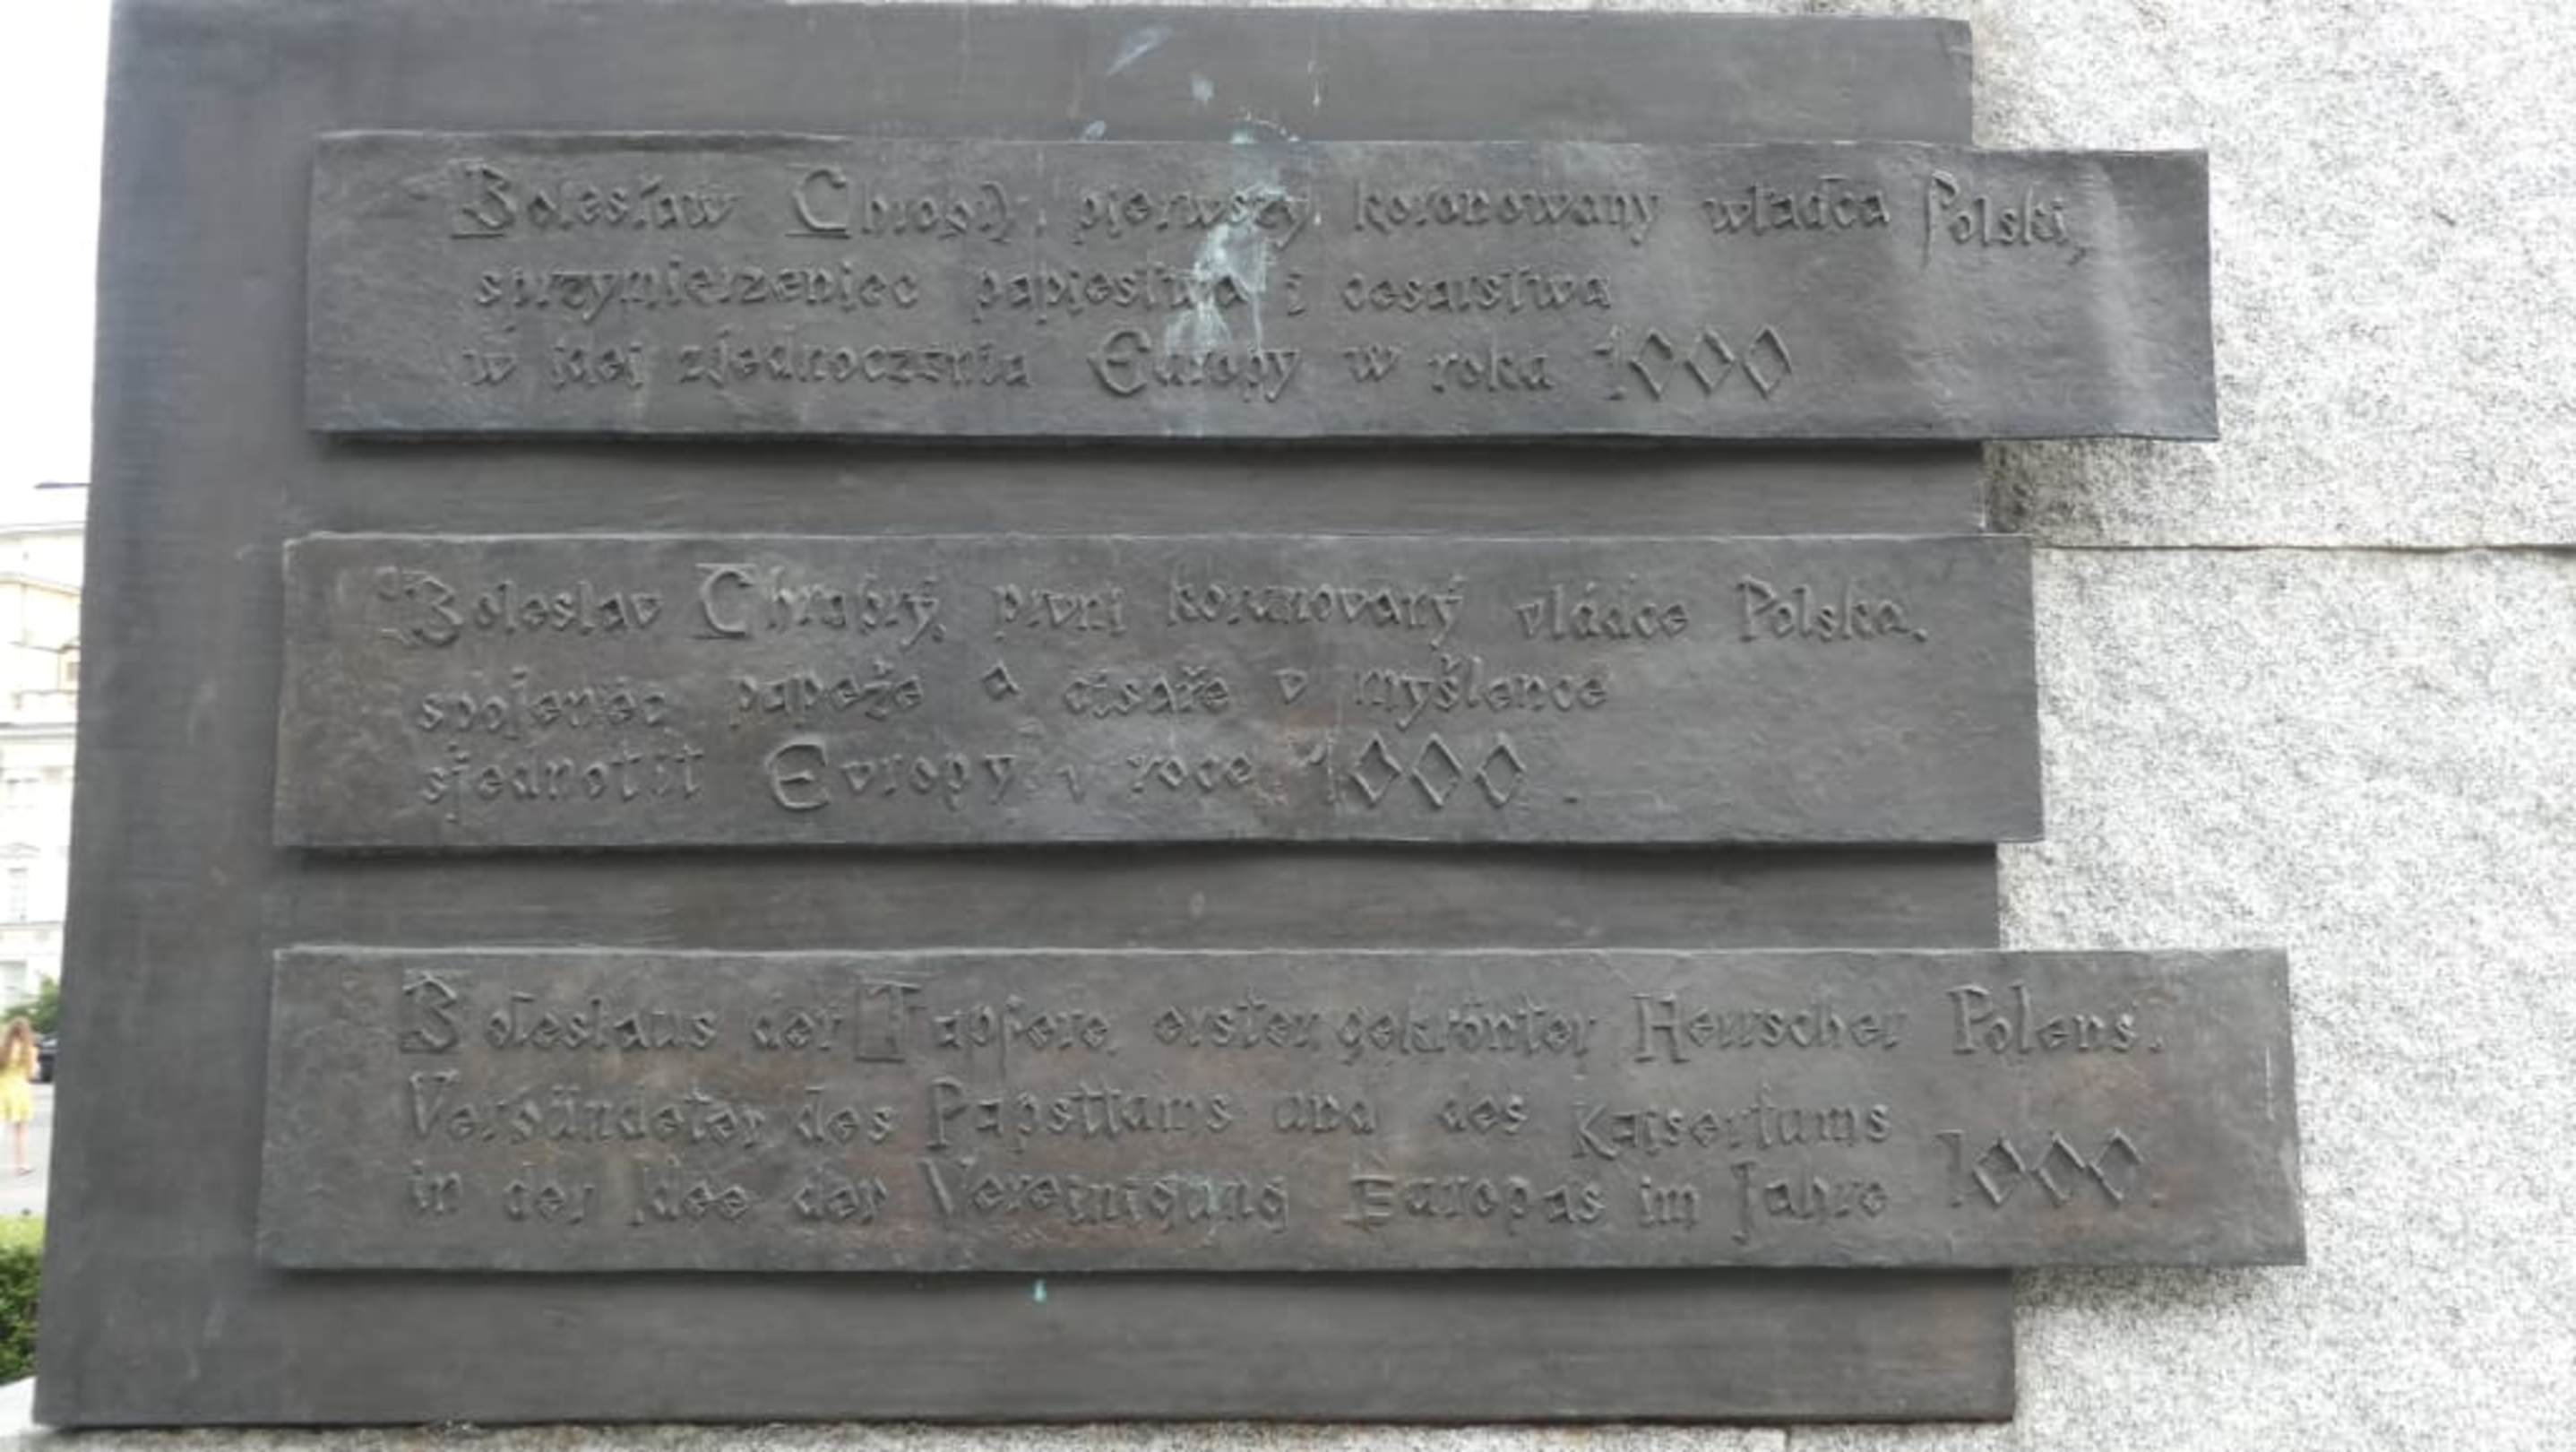 Bolesław Chrobry, pierwszy koronowany władca Polski,
sprzymierzeniec papiestwa i cesarstwa
w idei zjednoczenia Europy w roku 1000
Boleslav Chrabrý, prvni korunovaný vládce Polska,
spojenec papeže a cisaře v myšlence
sjednotit Evropy v roce 1000.
Boleslaus der Tapfere, erster gekrönter Herrscher Polens,
Verbündeter des Papsttums und des Kaisertums
in der Idee der Vereinigung Europas im Jahre 1000.